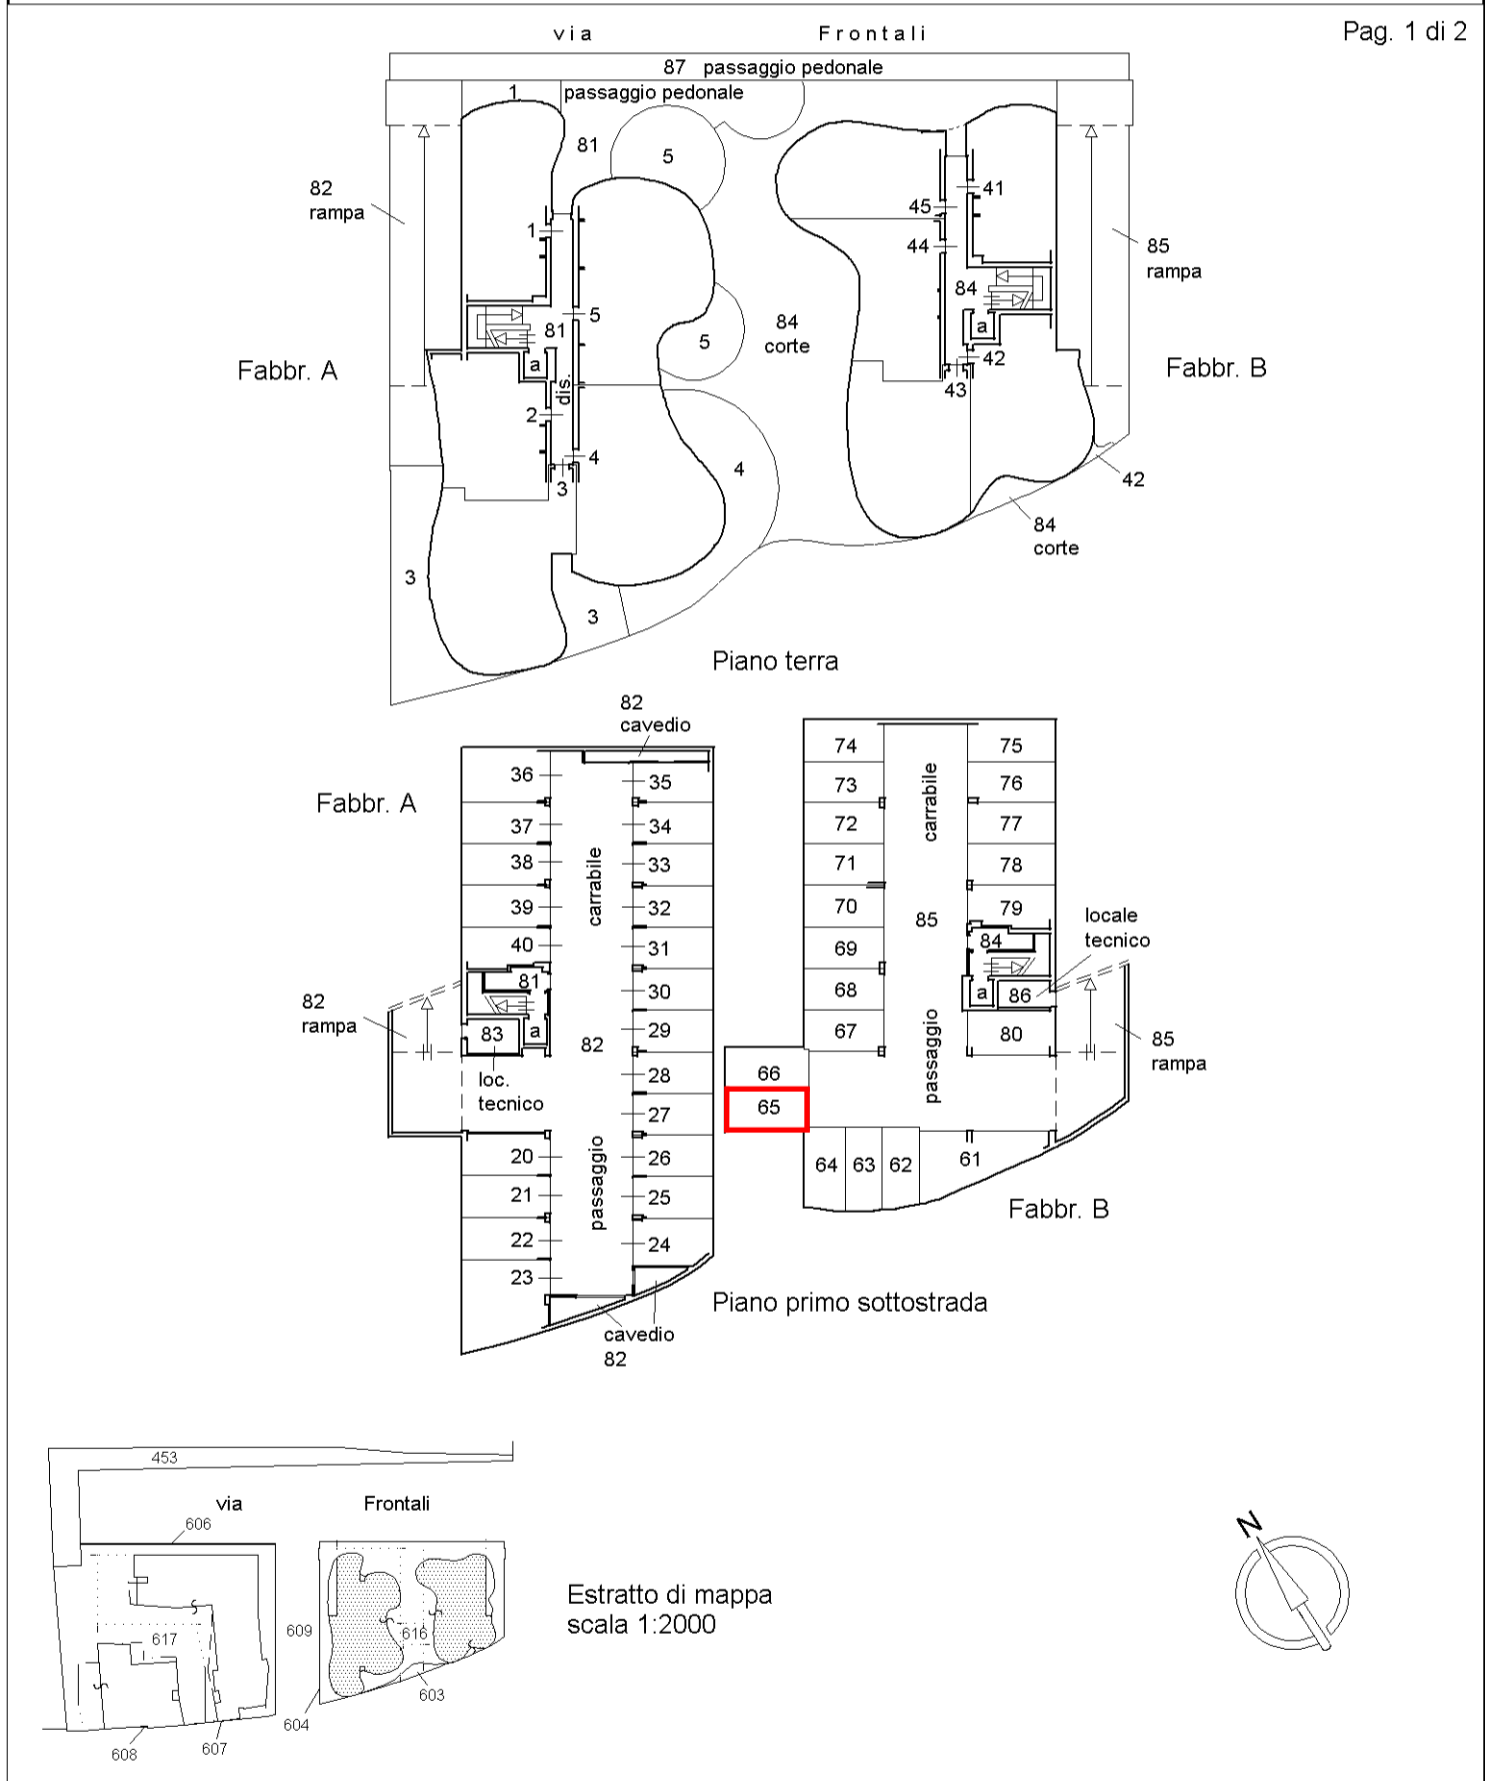 Pag. 1 di 2
via Frontali
87 passaggio pedonale
1 passaggio pedonale
81
5
82
rampa
1
5
81
a
dis.
2
4
3
5
4
3
3
Fabbr. A
84
corte
41
45
44
84
a
42
43
85
rampa
Fabbr. B
42
84
corte
Piano terra
82
cavedio
Fabbr. A
36
37
38
39
40
81
a
83
loc.
tecnico
82
rampa
20
21
22
23
carrabile
82
passaggio
35
34
33
32
31
30
29
28
27
26
25
24
cavedio
82
74
73
72
71
70
69
68
67
66
65
64 63 62 61
carrabile
85
passaggio
75
76
77
78
79
84
a
86
80
locale
tecnico
85
rampa
Fabbr. B
Piano primo sottostrada
453
via Frontali
606
617
609
616
603
604
607
608
Estratto di mappa
scala 1:2000
N